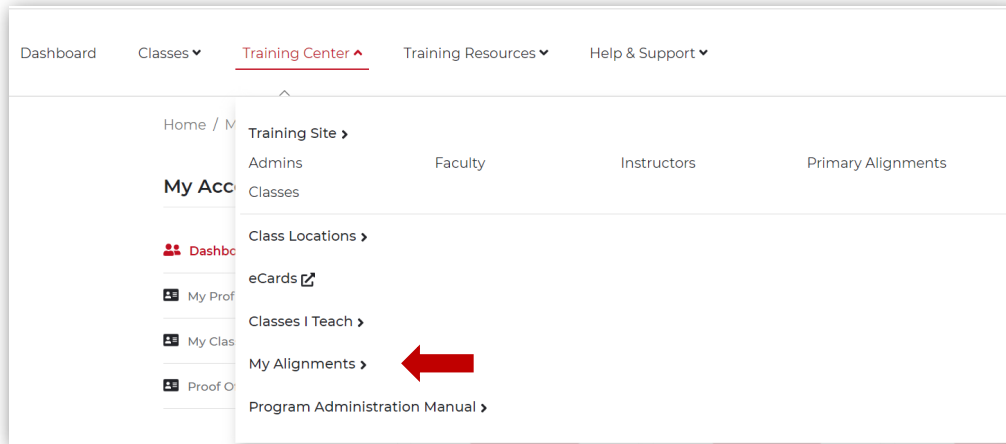 Dashboard Classes Training Center Training Resources Help & Support
Home / M
Training Site
Admins Faculty Instructors Primary Alignments
My Acc
Classes
Class Locations
Dashbo
eCards
My Prof
Classes I Teach
My Clas
My Alignments
Proof O
Program Administration Manual